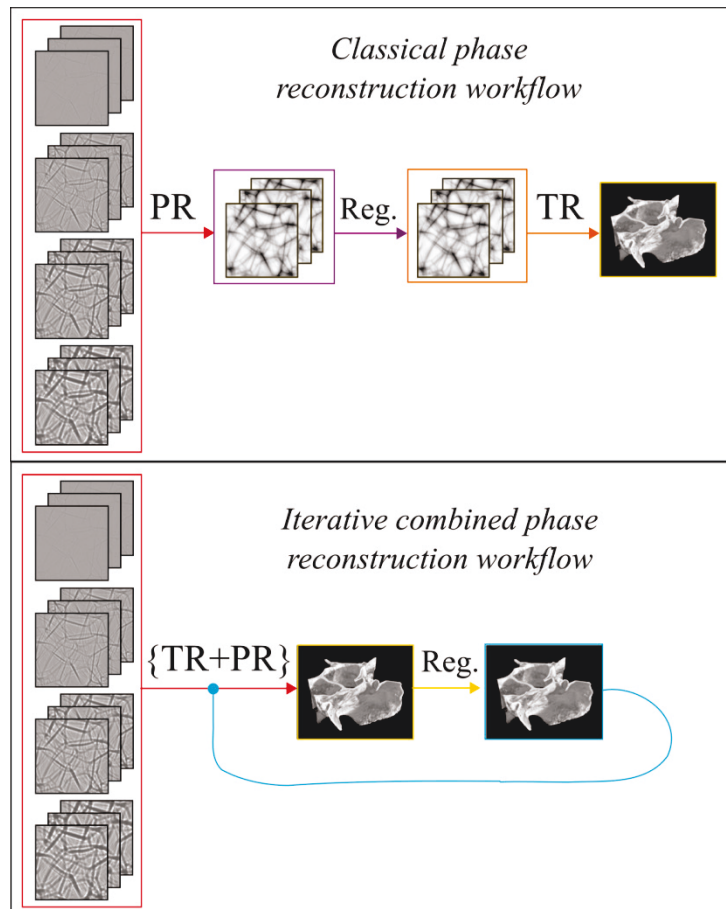 Classical phase
reconstruction workflow
PR
Reg.
TR
Iterative combined phase
reconstruction workflow
{TR+PR}
Reg.